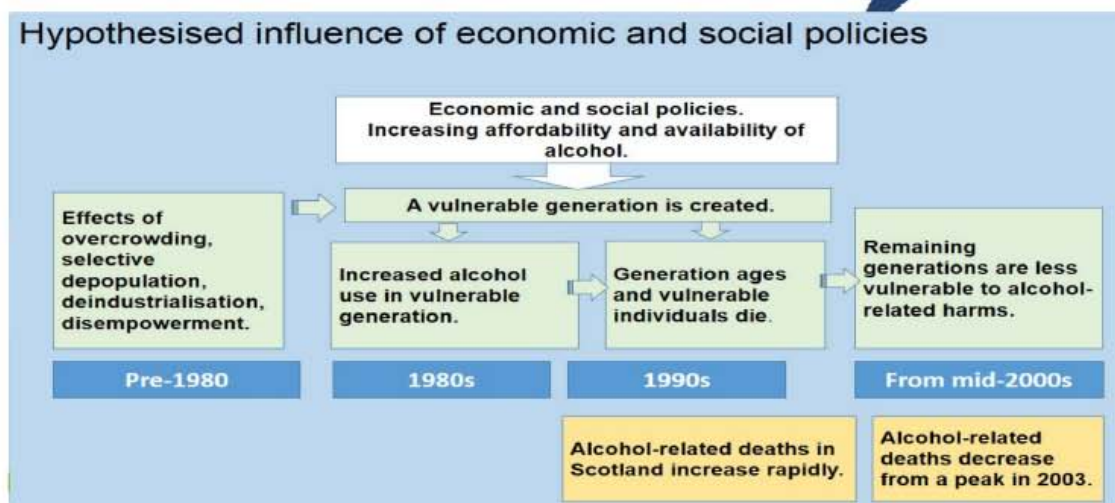 Hypothesised influence of economic and social policies
Economic and social policies.
Increasing affordability and availability of
alcohol.
Effects of
overcrowding,
selective
depopulation,
deindustrialisation,
disempowerment.
A vulnerable generation is created.
Increased alcohol
use in vulnerable
generation.
Generation ages
and vulnerable
individuals die.
Remaining
generations are less
vulnerable to alcohol-
related harms.
Pre-1980
1980s
1990s
From mid-2000s
Alcohol-related deaths in
Scotland increase rapidly.
Alcohol-related
deaths decrease
from a peak in 2003.